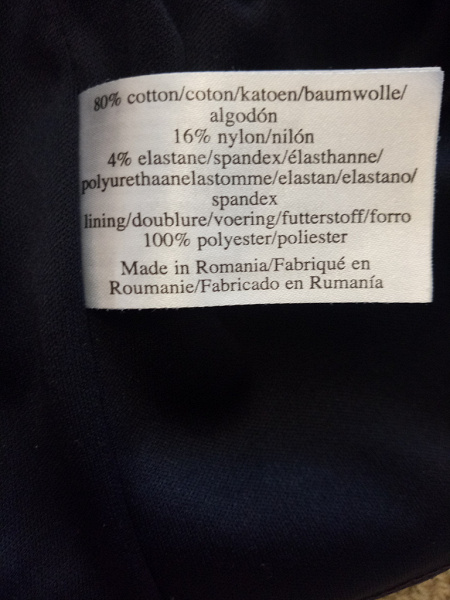 80% cotton/coton/katoen/baumwolle/
algodón
16% nylon/nilón
4% elastane/spandex/élasthanne/
polyurethaanelastomme/elastan/elastano/
spandex
lining/doublure/voering/futterstoff/forro
100% polyester/poliester
Made in Romania/Fabriqué en
Roumanie/Fabricado en Rumanía